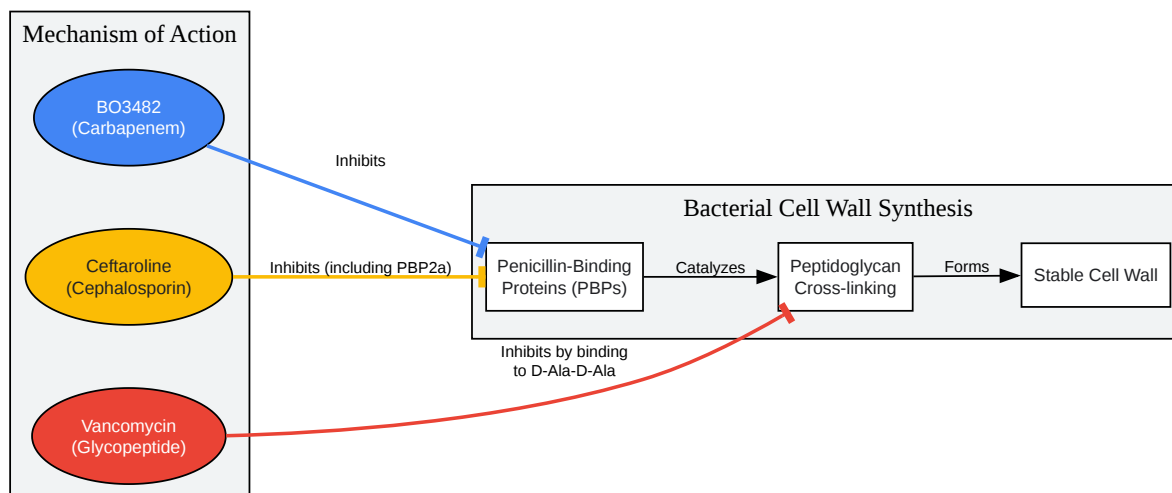 Mechanism of Action
BO3482
(Carbapenem)
Inhibits
Ceftaroline
(Cephalosporin)
Inhibits (including PBP2a)
Vancomycin
(Glycopeptide)
Inhibits by binding
to D-Ala-D-Ala
Bacterial Cell Wall Synthesis
Penicillin-Binding
Proteins (PBPs)
Catalyzes
Peptidoglycan
Cross-linking
Forms
Stable Cell Wall